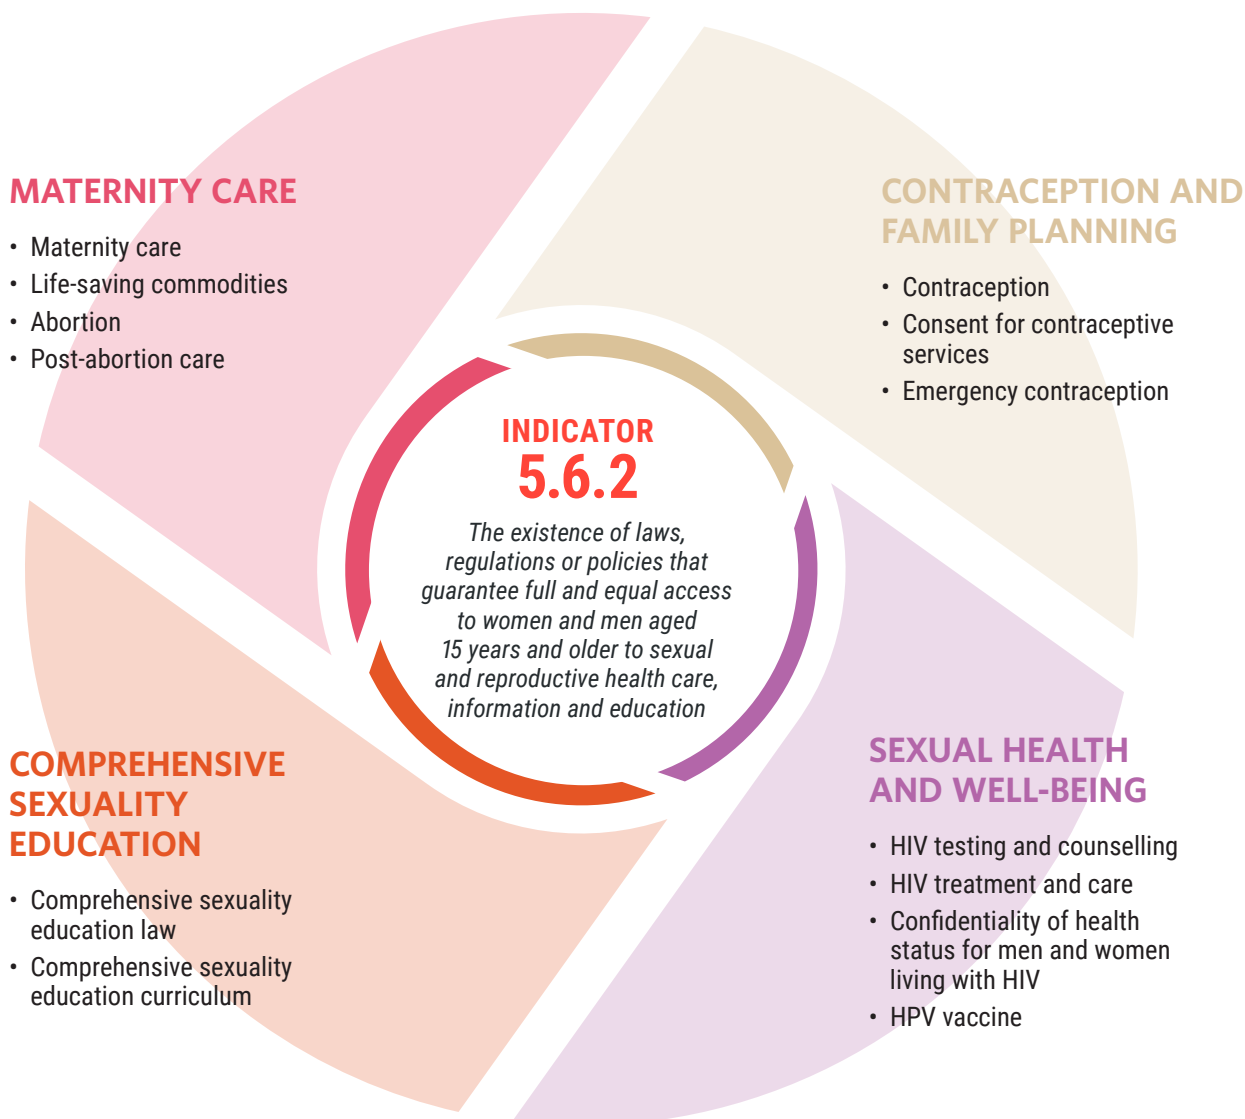 MATERNITY CARE
• Maternity care
• Life-saving commodities
• Abortion
• Post-abortion care
CONTRACEPTION AND
FAMILY PLANNING
• Contraception
• Consent for contraceptive
services
• Emergency contraception
INDICATOR
5.6.2
The existence of laws,
regulations or policies that
guarantee full and equal access
to women and men aged
15 years and older to sexual
and reproductive health care,
information and education
COMPREHENSIVE
SEXUALITY
EDUCATION
• Comprehensive sexuality
education law
• Comprehensive sexuality
education curriculum
SEXUAL HEALTH
AND WELL-BEING
• HIV testing and counselling
• HIV treatment and care
• Confidentiality of health
status for men and women
living with HIV
• HPV vaccine